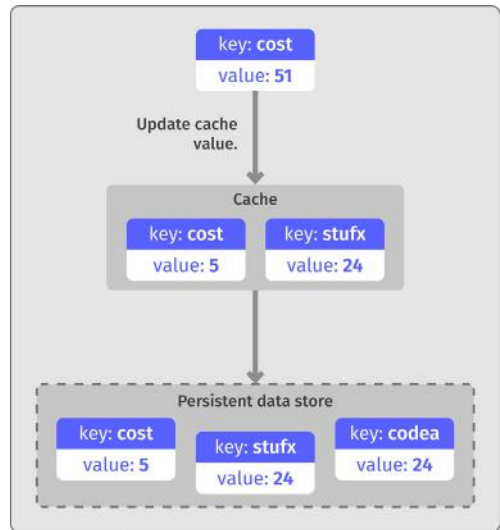 key: cost
value: 51
Update cache
value.
Cache
key: cost
value: 5
key: stufx
value: 24
Persistent data store
key: cost
value: 5
key: stufx
value: 24
key: codea
value: 24